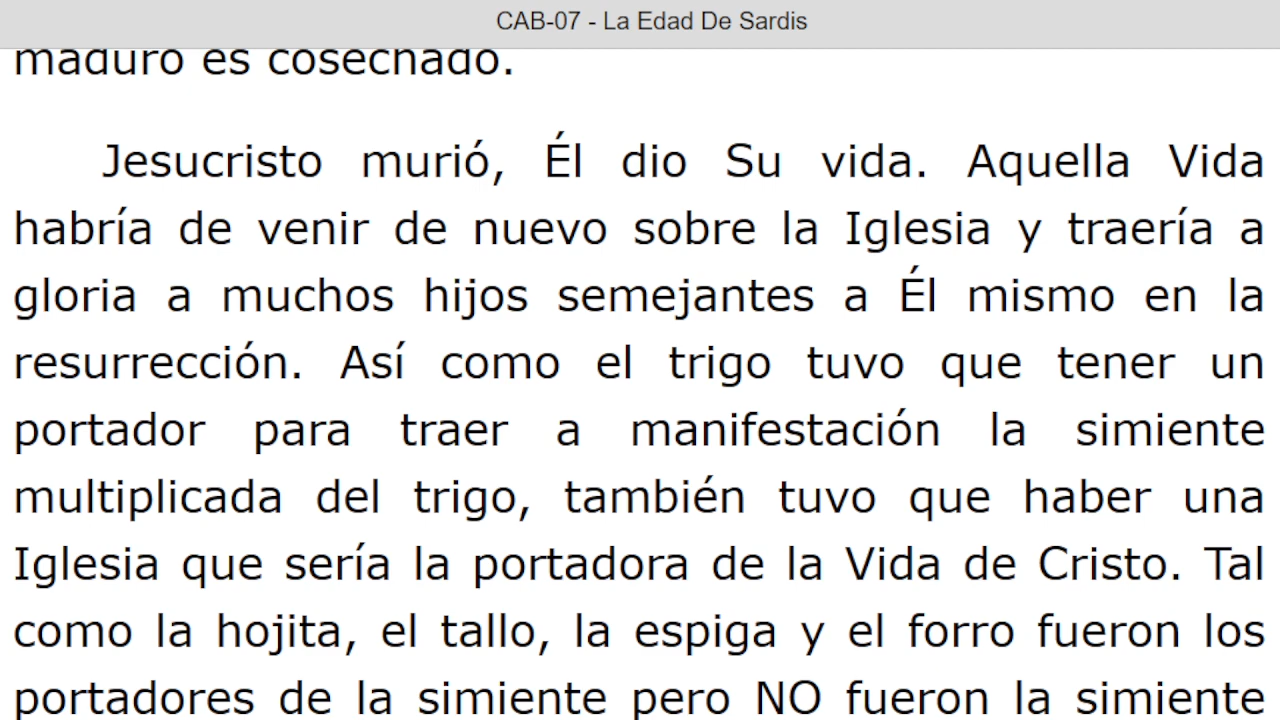 CAB-07 - La Edad De Sardis
maduro es cosechado.
Jesucristo murió, Él dio Su vida. Aquella Vida
habría de venir de nuevo sobre la Iglesia y traería a
gloria a muchos hijos semejantes a Él mismo en la
resurrección. Así como el trigo tuvo que tener un
portador para traer a manifestación la simiente
multiplicada del trigo, también tuvo que haber una
Iglesia que sería la portadora de la Vida de Cristo. Tal
como la hojita, el tallo, la espiga y el forro fueron los
portadores de la simiente pero NO fueron la simiente